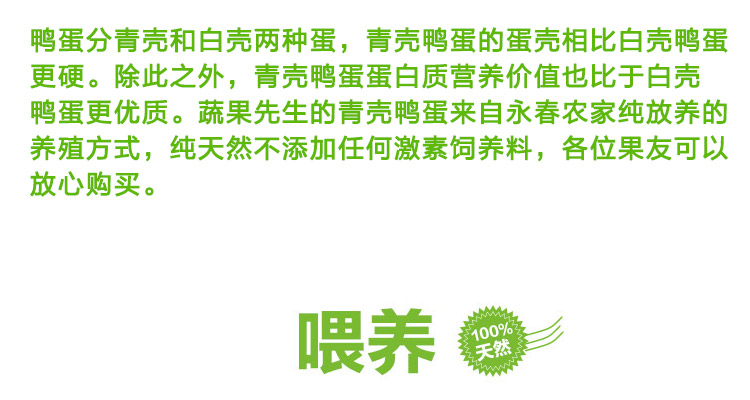 鸭蛋分青壳和白壳两种蛋，青壳鸭蛋的蛋壳相比白壳鸭蛋
更硬。除此之外，青壳鸭蛋蛋白质营养价值也比于白壳
鸭蛋更优质。蔬果先生的青壳鸭蛋来自永春农家纯放养的
养殖方式，纯天然不添加任何激素饲养料，各位果友可以
放心购买。
喂养
100%
天然